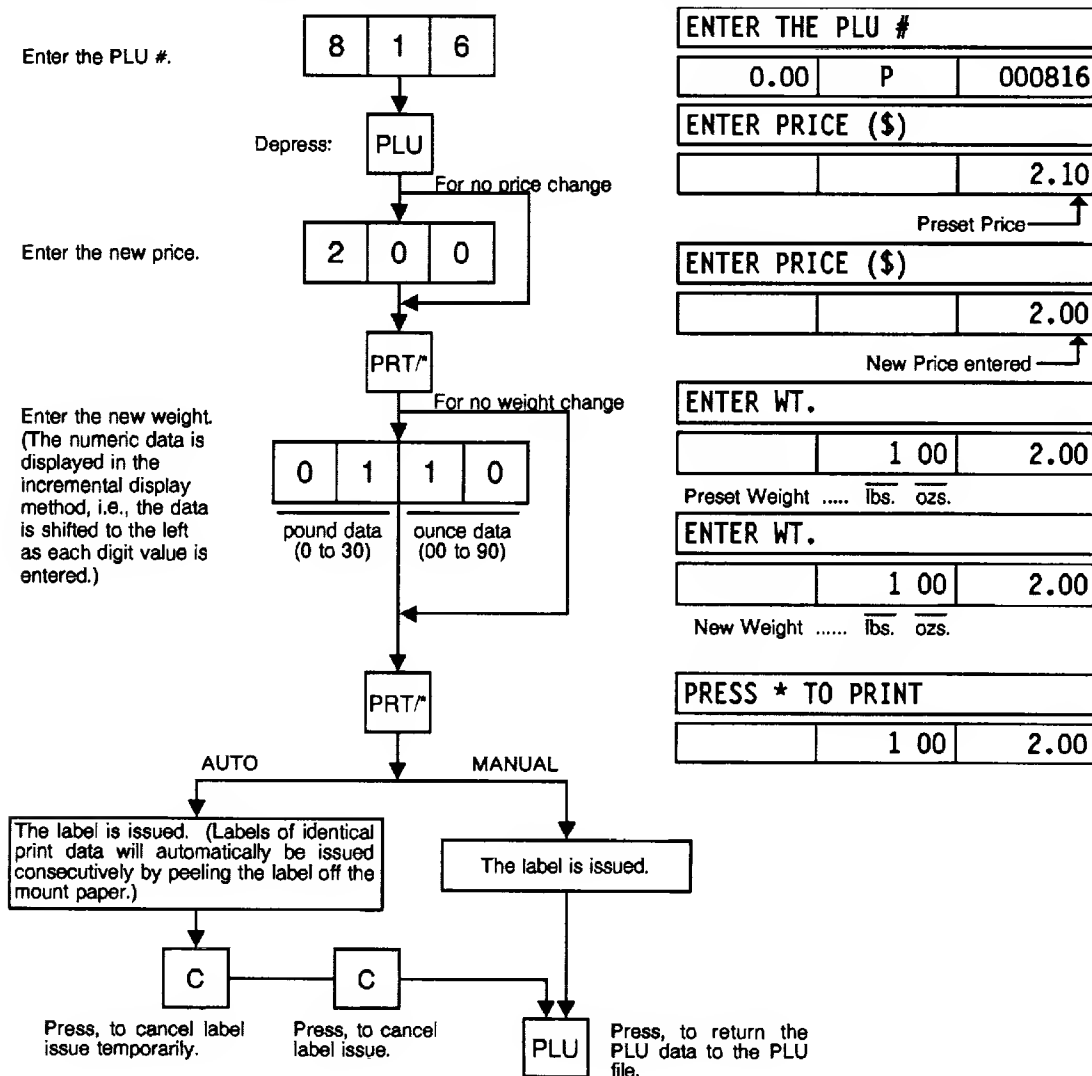 Enter the PLU #.
8 1 6
Depress: PLU
For no price change
Enter the new price.
2 0 0
PRT/*
For no weight change
Enter the new weight.
(The numeric data is
displayed in the
incremental display
method, i.e., the data
is shifted to the left
as each digit value is
entered.)
0 1 1 0
pound data ounce data
(0 to 30) (00 to 90)
PRT/*
AUTO MANUAL
The label is issued. (Labels of identical
print data will automatically be issued
consecutively by peeling the label off the
mount paper.)
The label is issued.
C C
Press, to cancel label
issue temporarily.
Press, to cancel
label issue.
PLU
Press, to return the
PLU data to the PLU
file.
ENTER THE PLU #
0.00 P 000816
ENTER PRICE ($)
2.10
Preset Price
ENTER PRICE ($)
2.00
New Price entered
ENTER WT.
1 00 2.00
Preset Weight ..... lbs. ozs.
ENTER WT.
1 00 2.00
New Weight ...... lbs. ozs.
PRESS * TO PRINT
1 00 2.00